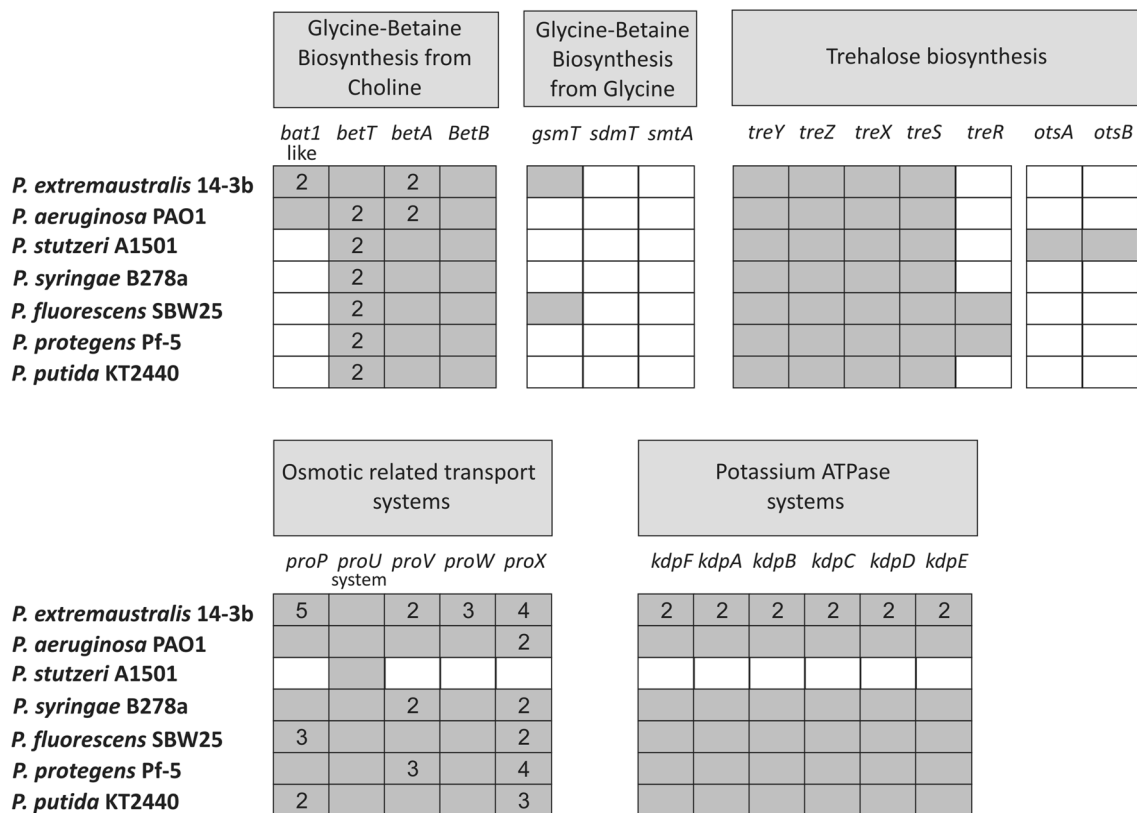 Glycine-Betaine Biosynthesis from Choline
Glycine-Betaine Biosynthesis from Glycine
Trehalose biosynthesis
bat1 like betT betA BetB gsmT sdmT smtA treY treZ treX treS treR otsA otsB
P. extremaustralis 14-3b 2 2
P. aeruginosa PAO1 2 2
P. stutzeri A1501 2
P. syringae B278a 2
P. fluorescens SBW25 2
P. protegens Pf-5 2
P. putida KT2440 2
Osmotic related transport systems
Potassium ATPase systems
proP proU system proV proW proX kdpF kdpA kdpB kdpC kdpD kdpE
P. extremaustralis 14-3b 5 2 3 4 2 2 2 2 2 2
P. aeruginosa PAO1 2
P. stutzeri A1501
P. syringae B278a 2 2
P. fluorescens SBW25 3 2
P. protegens Pf-5 3 4
P. putida KT2440 2 3